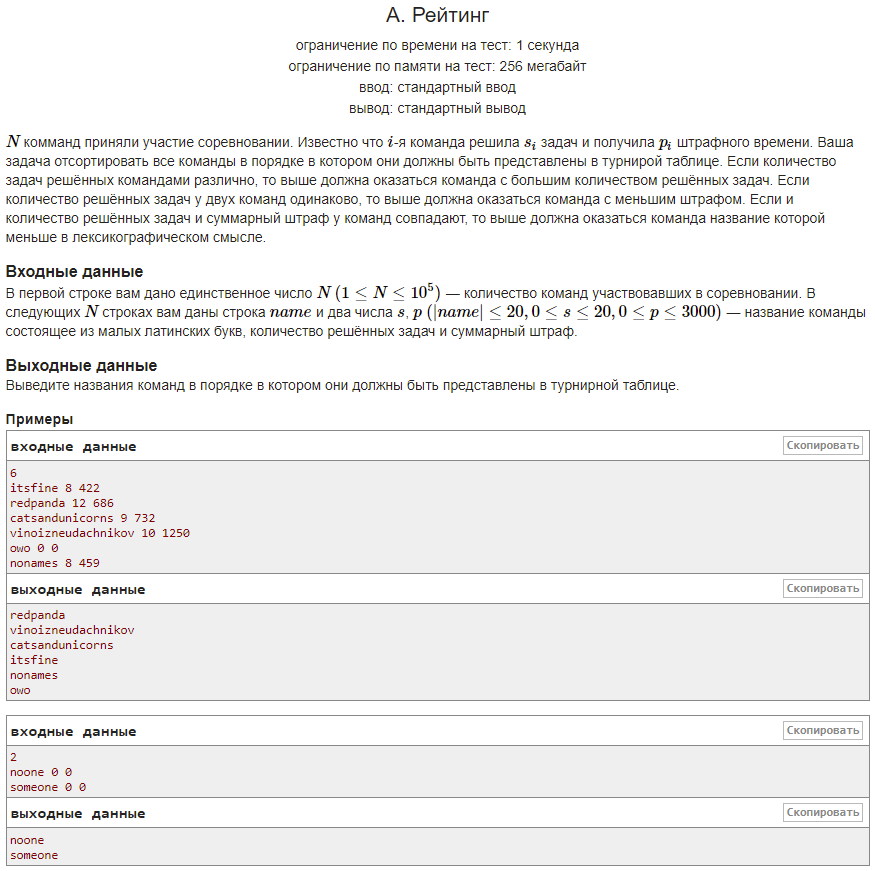 А. Рейтинг
ограничение по времени на тест: 1 секунда
ограничение по памяти на тест: 256 мегабайт
ввод: стандартный ввод
вывод: стандартный вывод
N комманд приняли участие соревновании. Известно что i-я команда решила s_i задач и получила p_i штрафного времени. Ваша
задача отсортировать все команды в порядке в котором они должны быть представлены в турнирой таблице. Если количество
задач решённых командами различно, то выше должна оказаться команда с большим количеством решённых задач. Если
количество решённых задач у двух команд одинаково, то выше должна оказаться команда с меньшим штрафом. Если и
количество решённых задач и суммарный штраф у команд совпадают, то выше должна оказаться команда название которой
меньше в лексикографическом смысле.
Входные данные
В первой строке вам дано единственное число N (1 ≤ N ≤ 10^5) — количество команд участвовавших в соревновании. В
следующих N строках вам даны строка name и два числа s, p (|name| ≤ 20, 0 ≤ s ≤ 20, 0 ≤ p ≤ 3000) — название команды
состоящее из малых латинских букв, количество решённых задач и суммарный штраф.
Выходные данные
Выведите названия команд в порядке в котором они должны быть представлены в турнирной таблице.
Примеры
входные данные Скопировать
6
itsfine 8 422
redpanda 12 686
catsandunicorns 9 732
vinoizneudachnikov 10 1250
owo 0 0
nonames 8 459
выходные данные Скопировать
redpanda
vinoizneudachnikov
catsandunicorns
itsfine
nonames
owo
входные данные Скопировать
2
noone 0 0
someone 0 0
выходные данные Скопировать
noone
someone